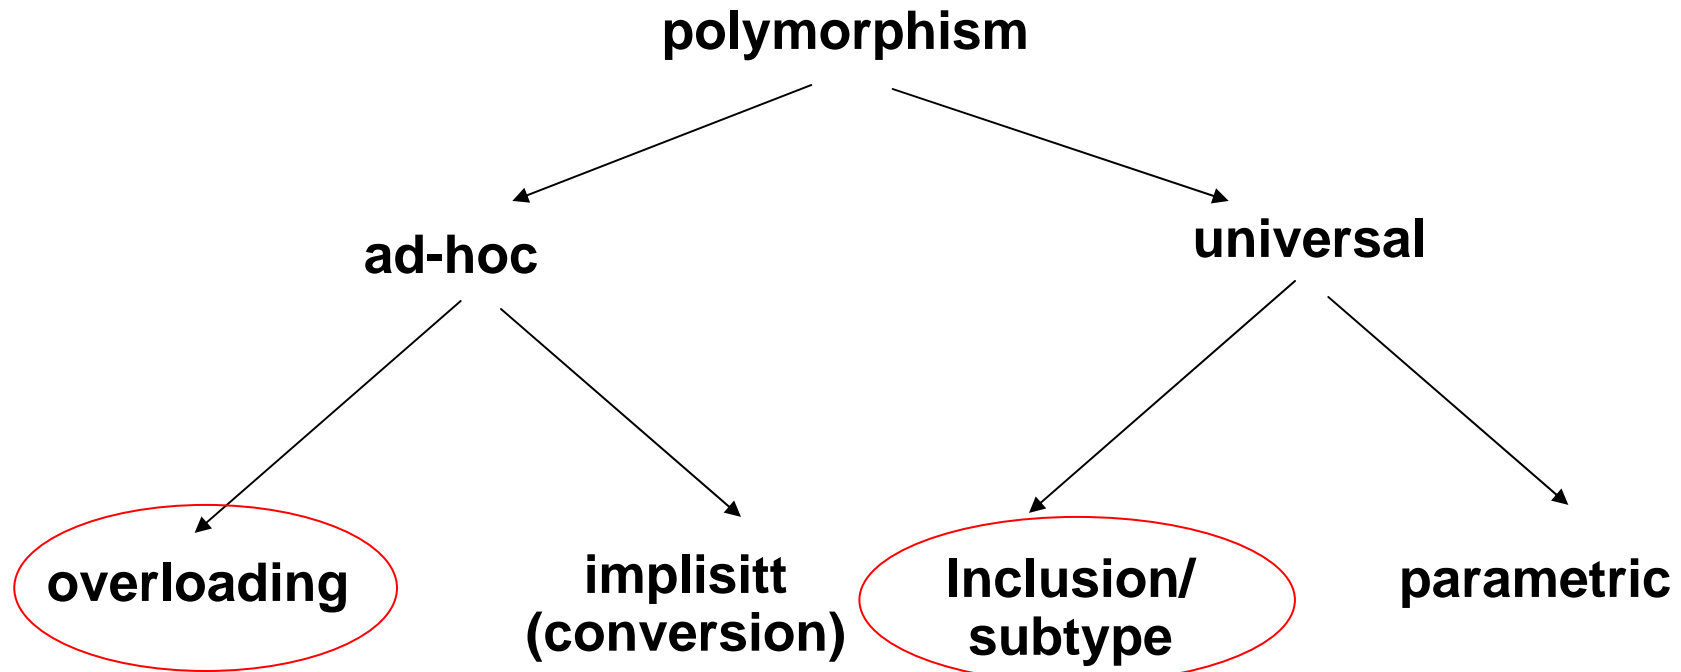 polymorphism
ad-hoc
universal
overloading
implisitt
(conversion)
Inclusion/
subtype
parametric